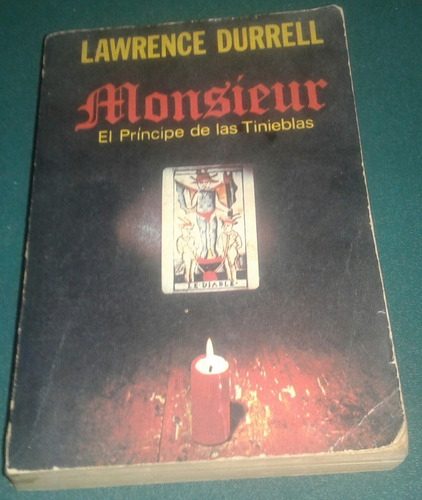 LAWRENCE DURRELL
Monsieur
El Príncipe de las Tinieblas
LE DIABLE